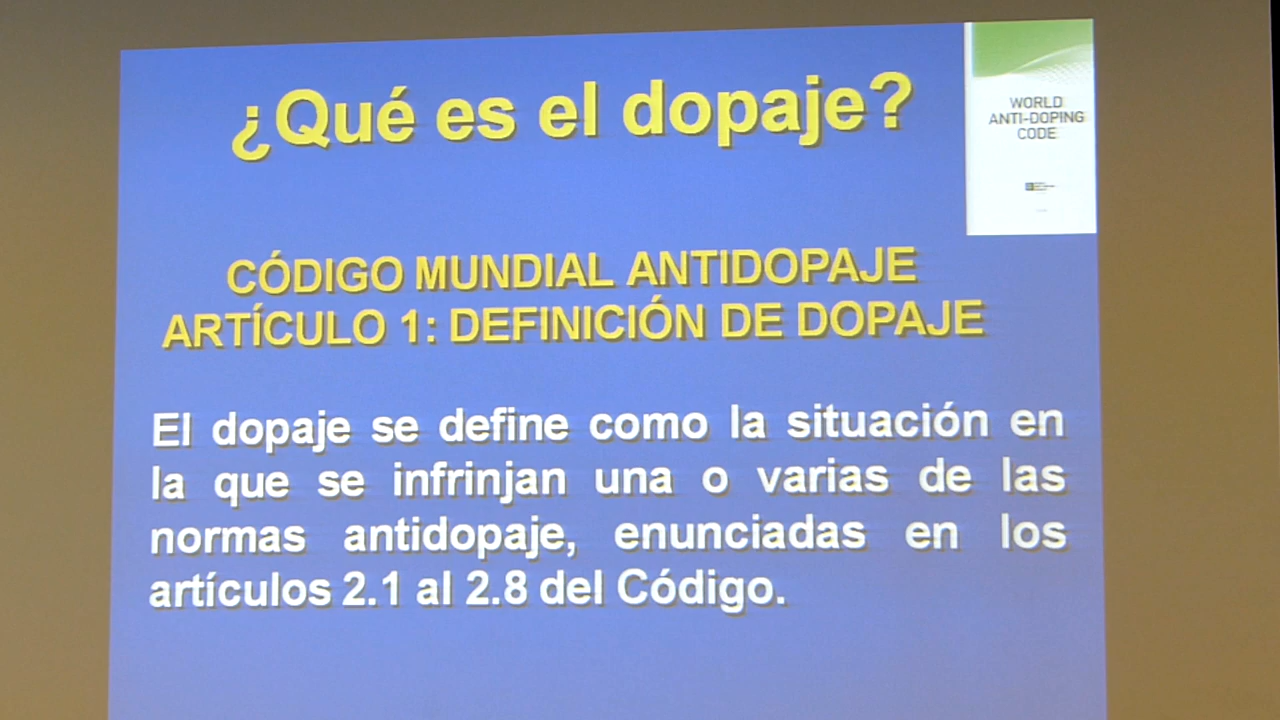 ¿Qué es el dopaje?
WORLD
ANTI-DOPING
CODE
CÓDIGO MUNDIAL ANTIDOPAJE
ARTÍCULO 1: DEFINICIÓN DE DOPAJE
El dopaje se define como la situación en
la que se infrinjan una o varias de las
normas antidopaje, enunciadas en los
artículos 2.1 al 2.8 del Código.